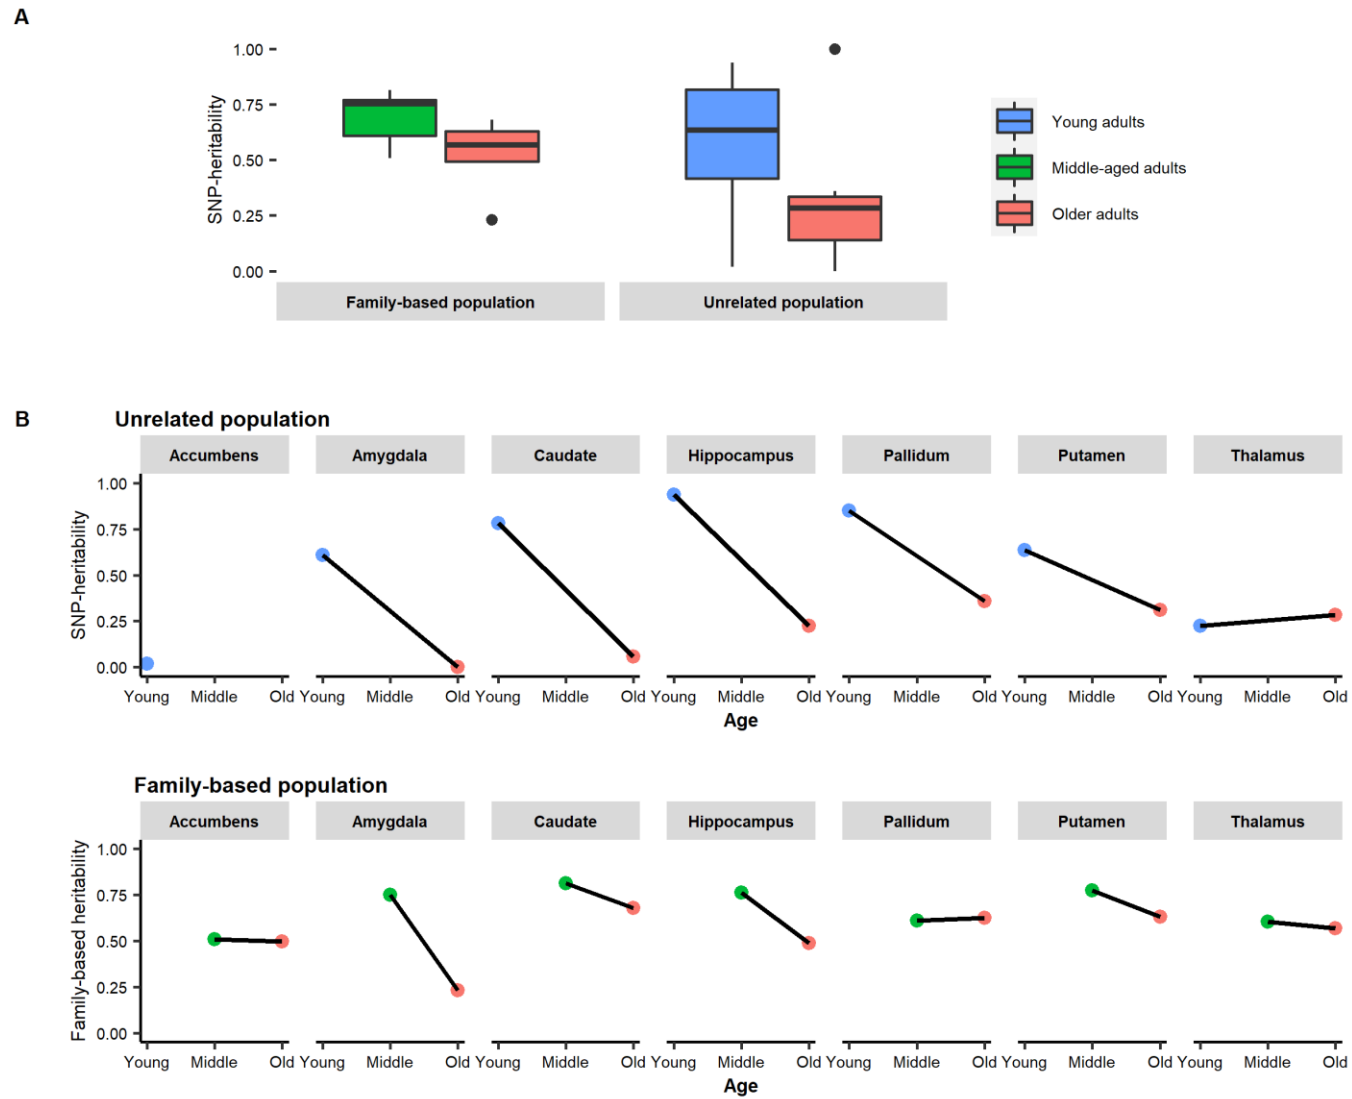 A
1.00
0.75
0.50
0.25
0.00
SNP-heritability
Family-based population
Unrelated population
Young adults
Middle-aged adults
Older adults
B
Unrelated population
Accumbens Amygdala Caudate Hippocampus Pallidum Putamen Thalamus
1.00
0.75
0.50
0.25
0.00
SNP-heritability
Young Middle Old Young Middle Old Young Middle Old Young Middle Old Young Middle Old Young Middle Old Young Middle Old
Age
Family-based population
Accumbens Amygdala Caudate Hippocampus Pallidum Putamen Thalamus
1.00
0.75
0.50
0.25
0.00
Family-based heritability
Young Middle Old Young Middle Old Young Middle Old Young Middle Old Young Middle Old Young Middle Old Young Middle Old
Age